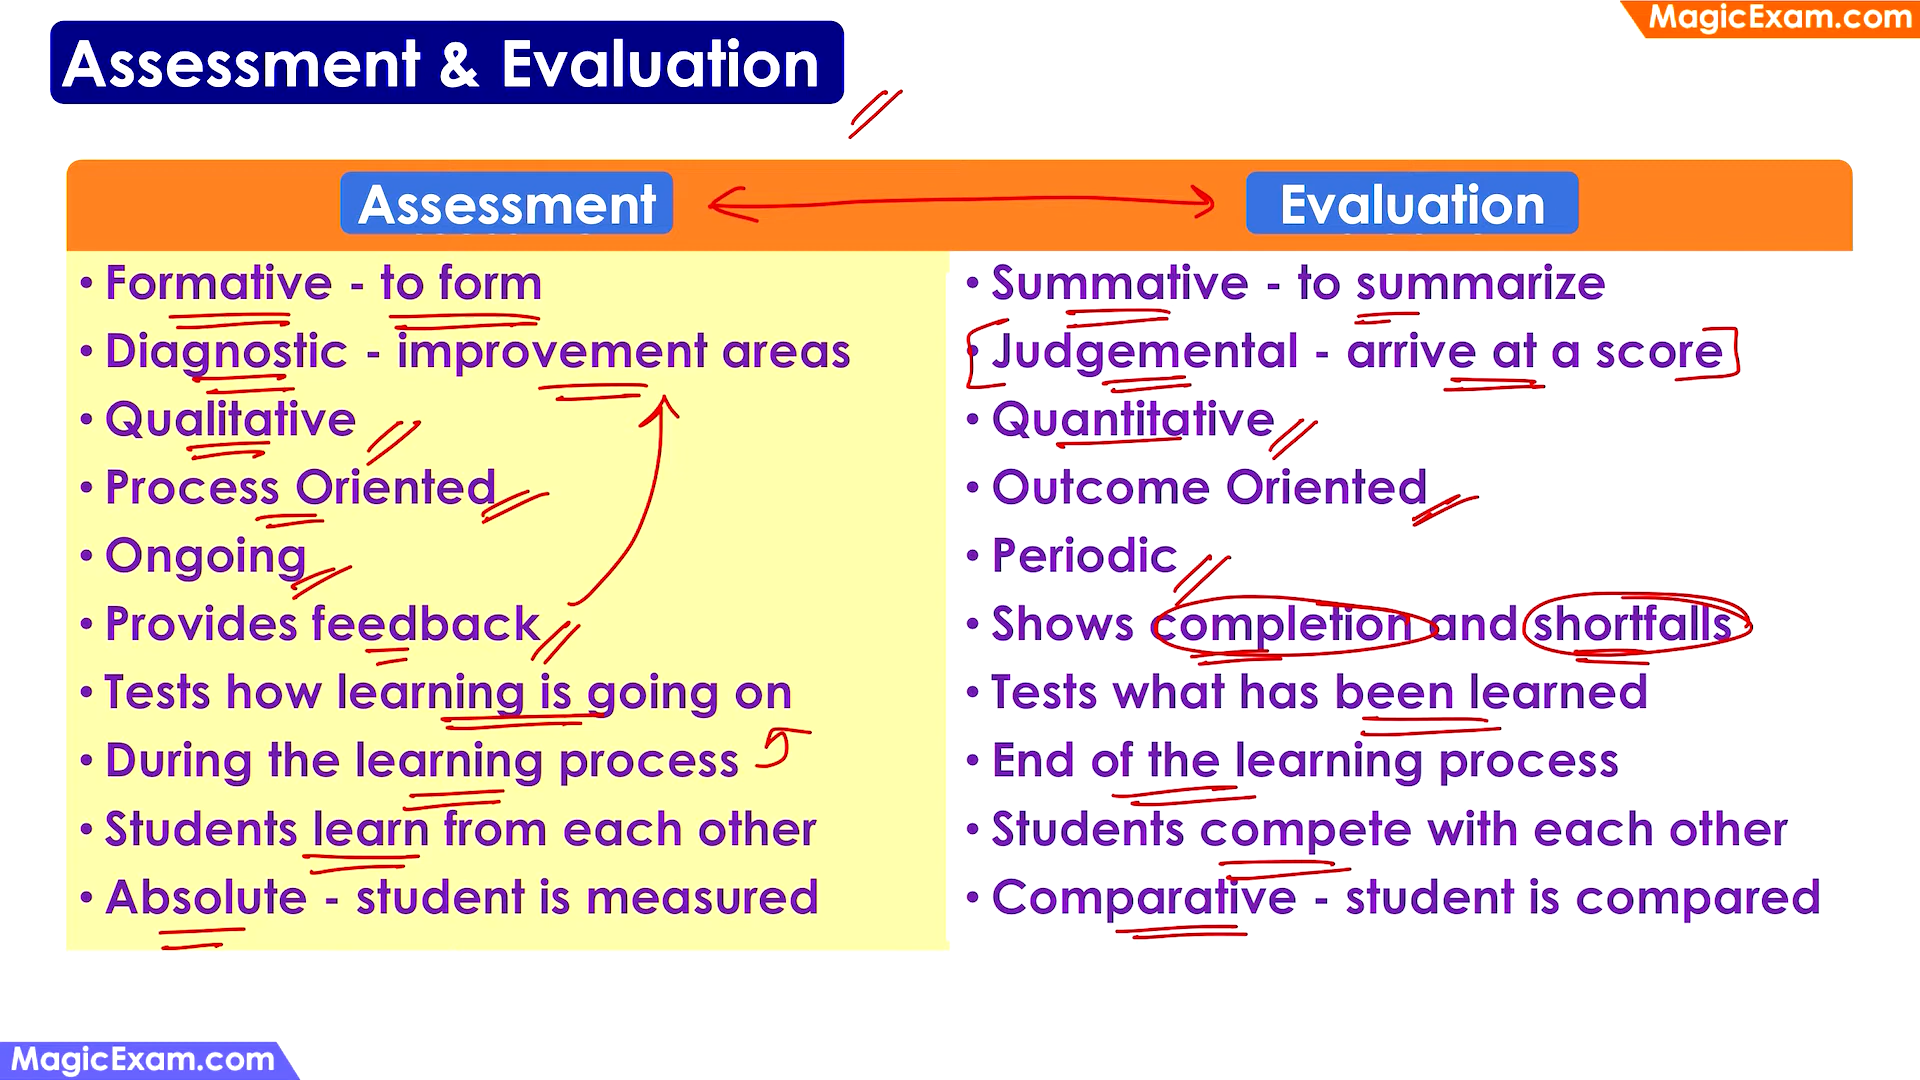 MagicExam.com
Assessment & Evaluation
Assessment
Evaluation
• Formative - to form
• Diagnostic - improvement areas
• Qualitative
• Process Oriented
• Ongoing
• Provides feedback
• Tests how learning is going on
• During the learning process
• Students learn from each other
• Absolute - student is measured
• Summative - to summarize
• Judgemental - arrive at a score
• Quantitative
• Outcome Oriented
• Periodic
• Shows completion and shortfalls
• Tests what has been learned
• End of the learning process
• Students compete with each other
• Comparative - student is compared
MagicExam.com